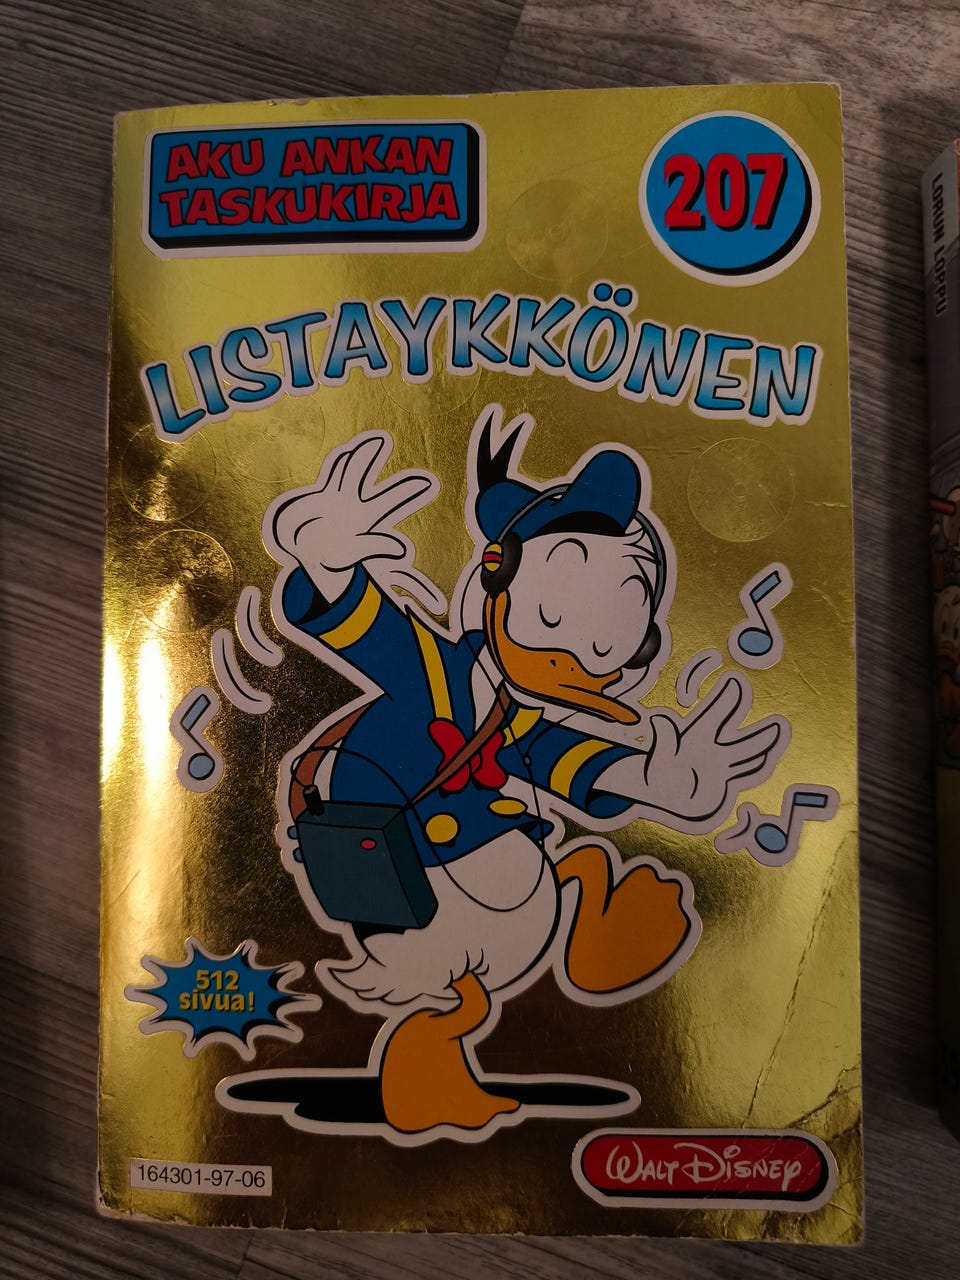 AKU ANKAN
TASKUKIRJA
207
LISTAYKKÖNEN
512
sivua!
164301-97-06
WALT DISNEY
LORUN LOPPU